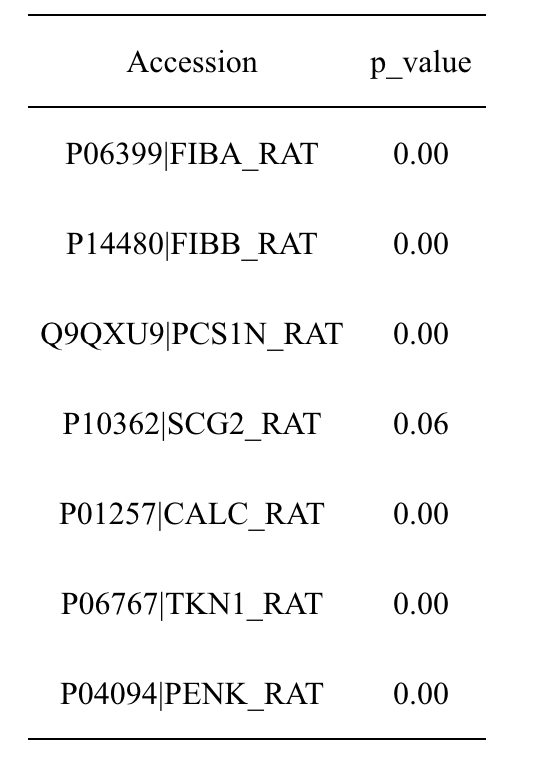 Accession p_value
P06399|FIBA_RAT 0.00
P14480|FIBB_RAT 0.00
Q9QXU9|PCS1N_RAT 0.00
P10362|SCG2_RAT 0.06
P01257|CALC_RAT 0.00
P06767|TKN1_RAT 0.00
P04094|PENK_RAT 0.00